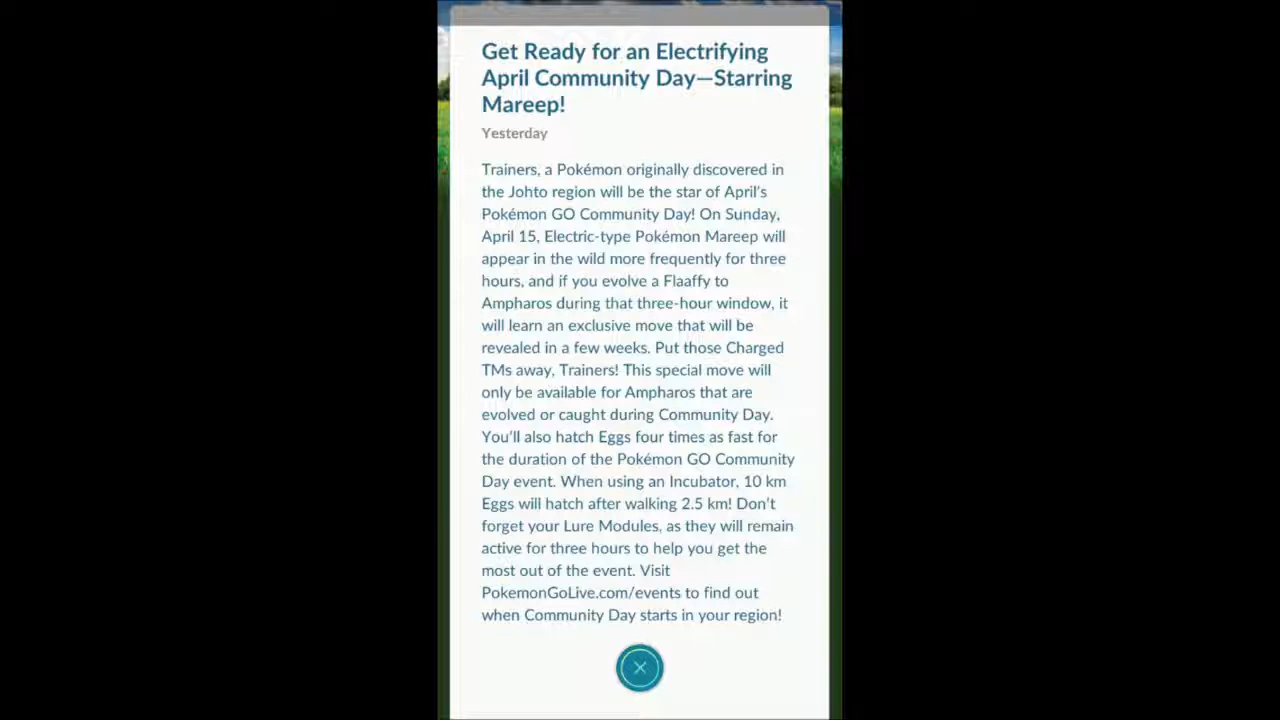 Get Ready for an Electrifying
April Community Day—Starring
Mareep!
Yesterday
Trainers, a Pokémon originally discovered in
the Johto region will be the star of April's
Pokémon GO Community Day! On Sunday,
April 15, Electric-type Pokémon Mareep will
appear in the wild more frequently for three
hours, and if you evolve a Flaaffy to
Ampharos during that three-hour window, it
will learn an exclusive move that will be
revealed in a few weeks. Put those Charged
TMs away, Trainers! This special move will
only be available for Ampharos that are
evolved or caught during Community Day.
You'll also hatch Eggs four times as fast for
the duration of the Pokémon GO Community
Day event. When using an Incubator, 10 km
Eggs will hatch after walking 2.5 km! Don't
forget your Lure Modules, as they will remain
active for three hours to help you get the
most out of the event. Visit
PokemonGoLive.com/events to find out
when Community Day starts in your region!